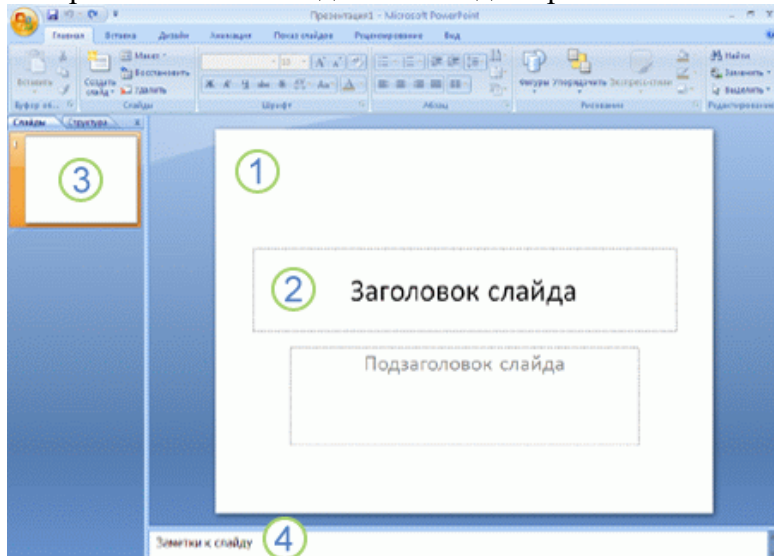 Презентация1 - Microsoft PowerPoint
Главная Вставка Дизайн Анимация Показ слайдов Рецензирование Вид
Вставить
Создать слайд
Макет
Восстановить
Удалить
Фигуры Упорядочить Экспресс-стили
Найти
Заменить
Выделить
Буфер об... Слайды Шрифт Абзац Рисование Редактирование
Слайды Структура x
1
3
1
2 Заголовок слайда
Подзаголовок слайда
Заметки к слайду 4